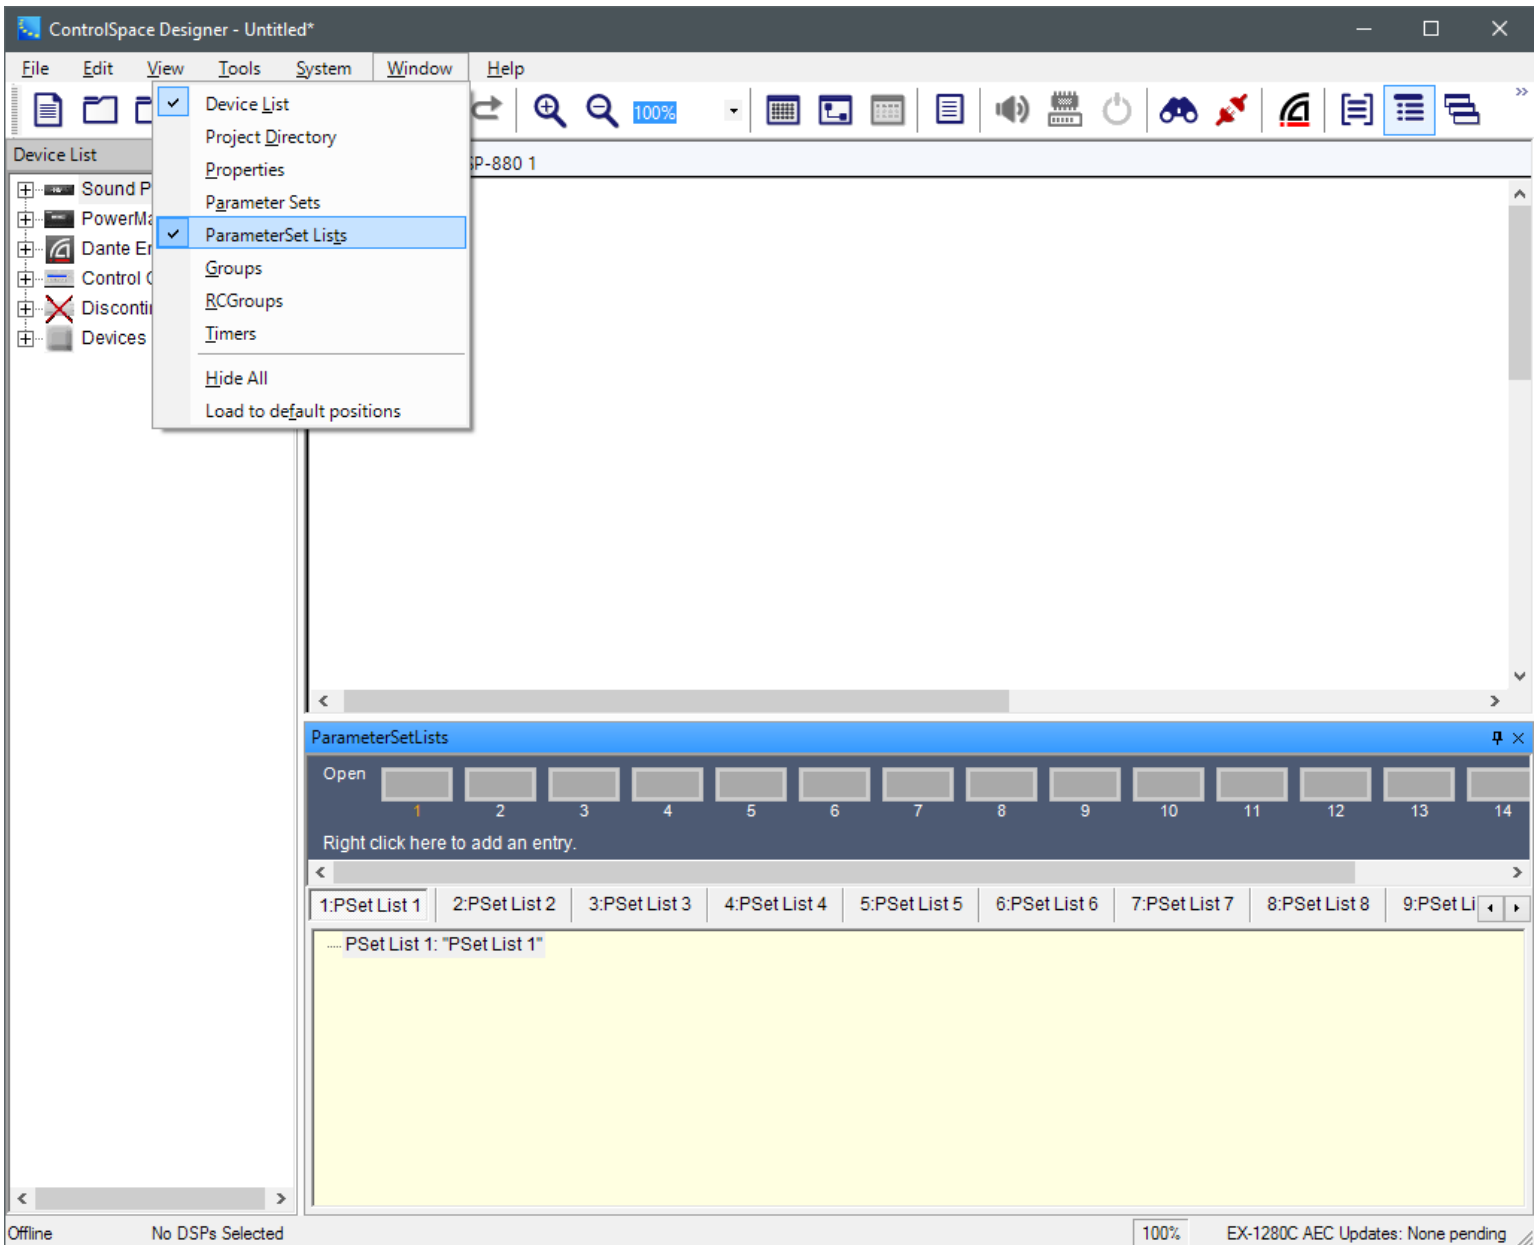 ControlSpace Designer - Untitled*
File Edit View Tools System Window Help
100%
Device List
SP-880 1
Sound P
PowerMa
Dante En
Control C
Discontin
Devices
Device List
Project Directory
Properties
Parameter Sets
ParameterSet Lists
Groups
RCGroups
Timers
Hide All
Load to default positions
ParameterSetLists
Open
1 2 3 4 5 6 7 8 9 10 11 12 13 14
Right click here to add an entry.
1:PSet List 1 2:PSet List 2 3:PSet List 3 4:PSet List 4 5:PSet List 5 6:PSet List 6 7:PSet List 7 8:PSet List 8 9:PSet Li
PSet List 1: "PSet List 1"
Offline No DSPs Selected 100% EX-1280C AEC Updates: None pending